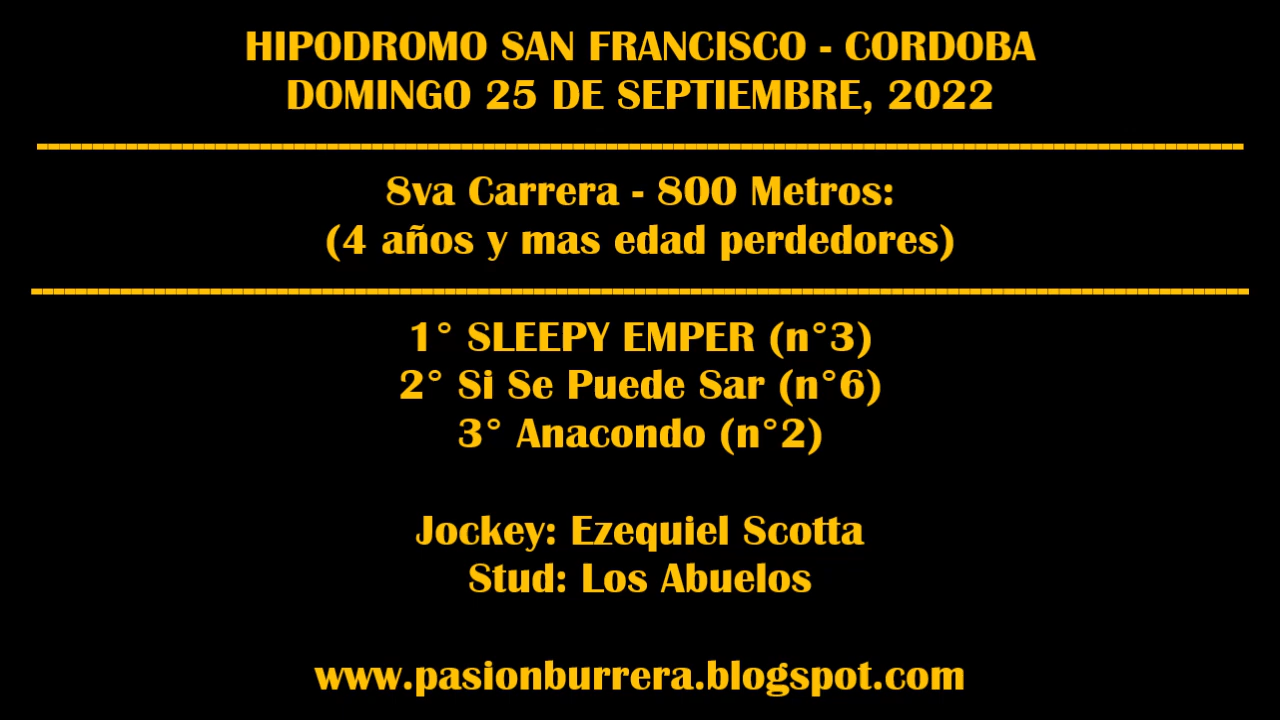 HIPODROMO SAN FRANCISCO - CORDOBA
DOMINGO 25 DE SEPTIEMBRE, 2022
8va Carrera - 800 Metros:
(4 años y mas edad perdedores)
1° SLEEPY EMPER (n°3)
2° Si Se Puede Sar (n°6)
3° Anacondo (n°2)
Jockey: Ezequiel Scotta
Stud: Los Abuelos
www.pasionburrera.blogspot.com